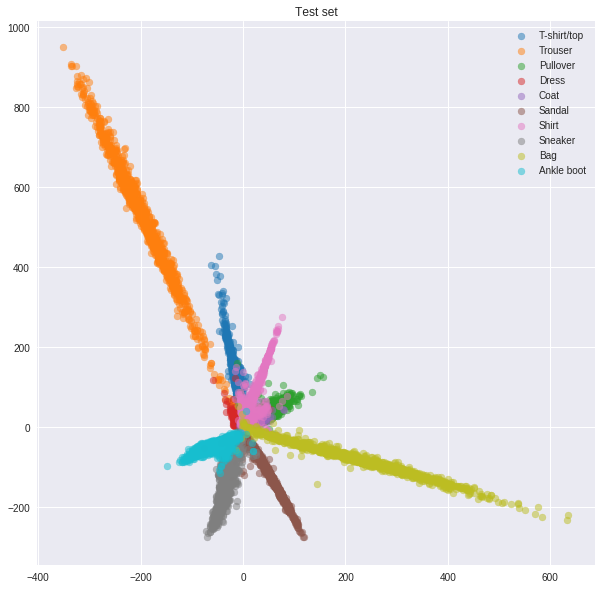 Test set
T-shirt/top
Trouser
Pullover
Dress
Coat
Sandal
Shirt
Sneaker
Bag
Ankle boot
1000
800
600
400
200
0
−200
−400
−200
0
200
400
600